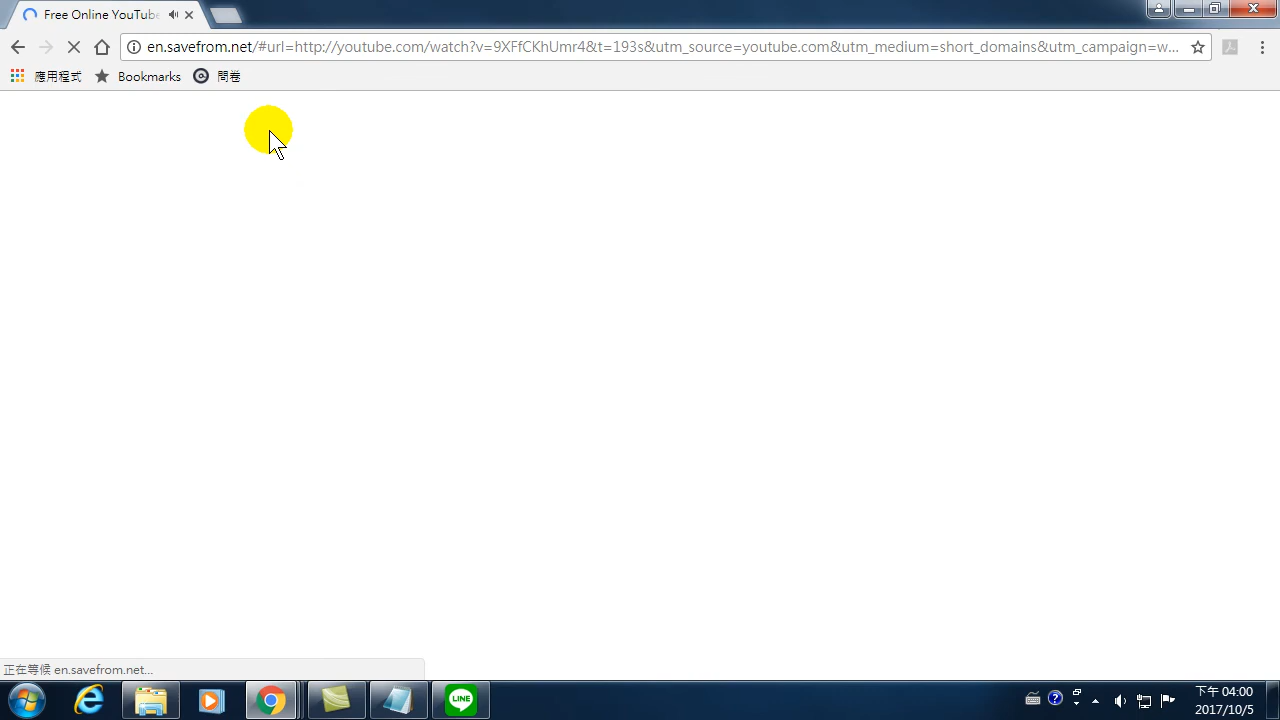 Free Online YouTube
en.savefrom.net/#url=http://youtube.com/watch?v=9XFfCKhUmr4&t=193s&utm_source=youtube.com&utm_medium=short_domains&utm_campaign=w...
應用程式 Bookmarks 問卷
正在等候 en.savefrom.net...
LINE
下午 04:00
2017/10/5